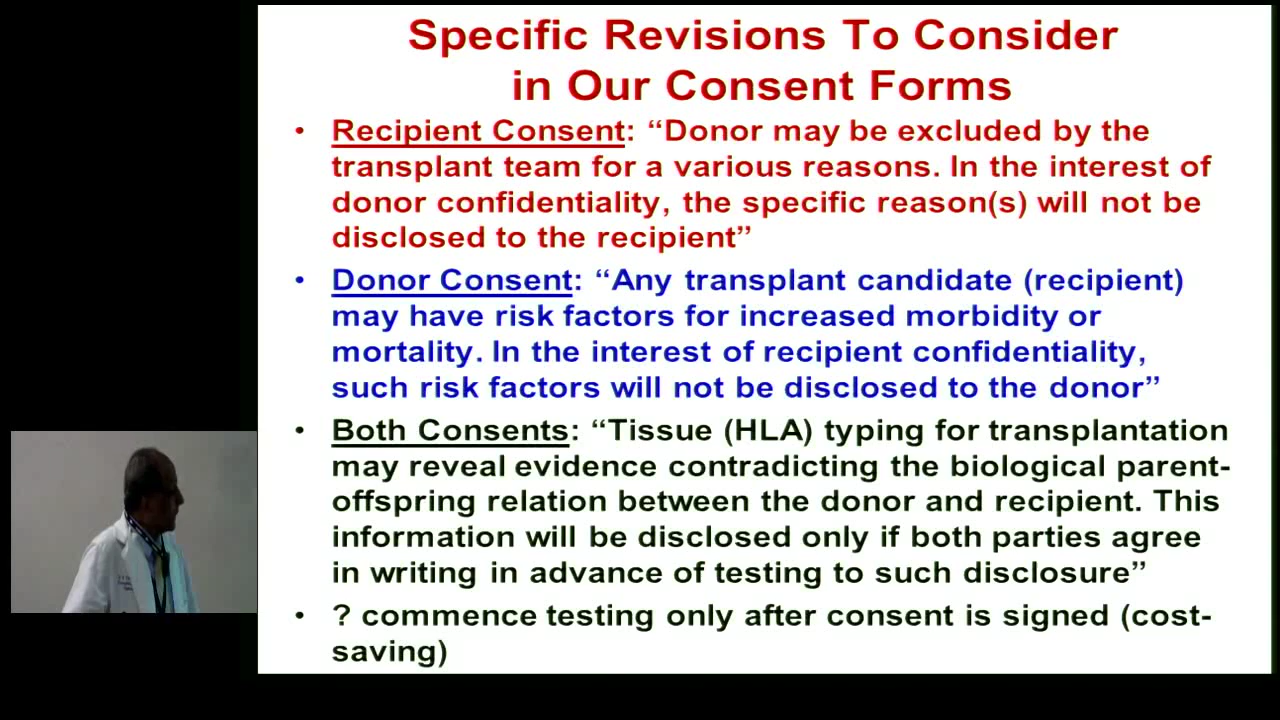 Specific Revisions To Consider
in Our Consent Forms
• Recipient Consent: “Donor may be excluded by the
transplant team for a various reasons. In the interest of
donor confidentiality, the specific reason(s) will not be
disclosed to the recipient”
• Donor Consent: “Any transplant candidate (recipient)
may have risk factors for increased morbidity or
mortality. In the interest of recipient confidentiality,
such risk factors will not be disclosed to the donor”
• Both Consents: “Tissue (HLA) typing for transplantation
may reveal evidence contradicting the biological parent-
offspring relation between the donor and recipient. This
information will be disclosed only if both parties agree
in writing in advance of testing to such disclosure”
• ? commence testing only after consent is signed (cost-
saving)